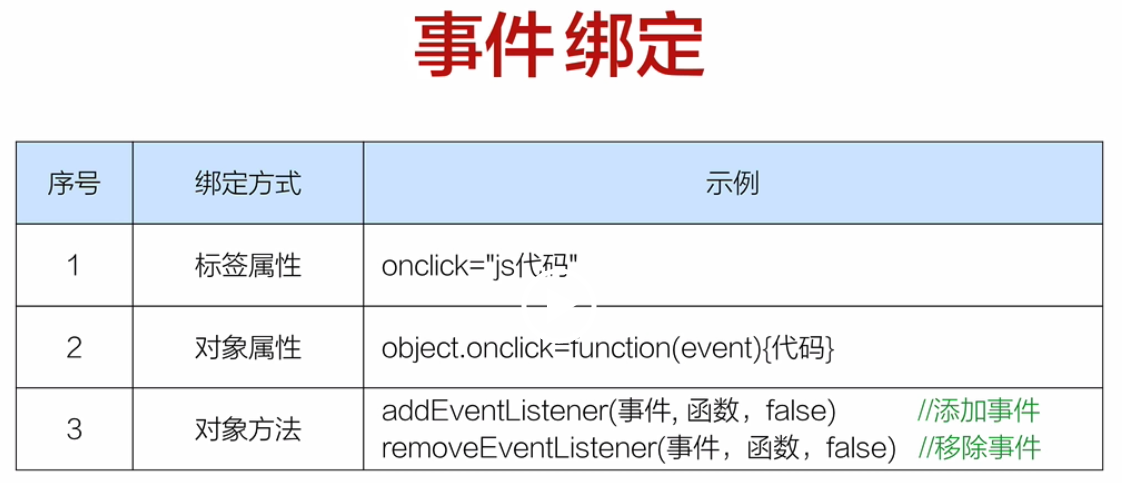 事件绑定
序号 绑定方式 示例
1 标签属性 onclick="js代码"
2 对象属性 object.onclick=function(event){代码}
3 对象方法 addEventListener(事件, 函数，false) //添加事件
removeEventListener(事件，函数，false) //移除事件